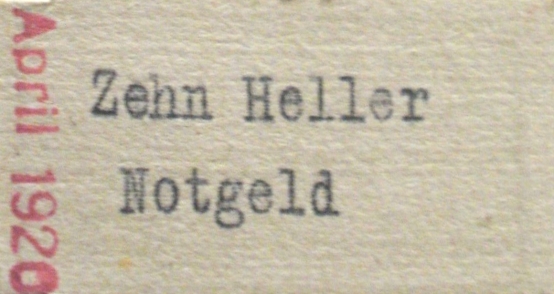 April 1920
Zehn Heller
Notgeld